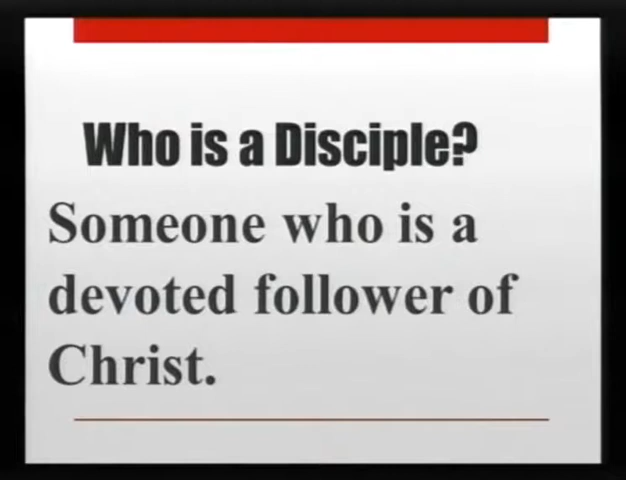 Who is a Disciple?
Someone who is a
devoted follower of
Christ.